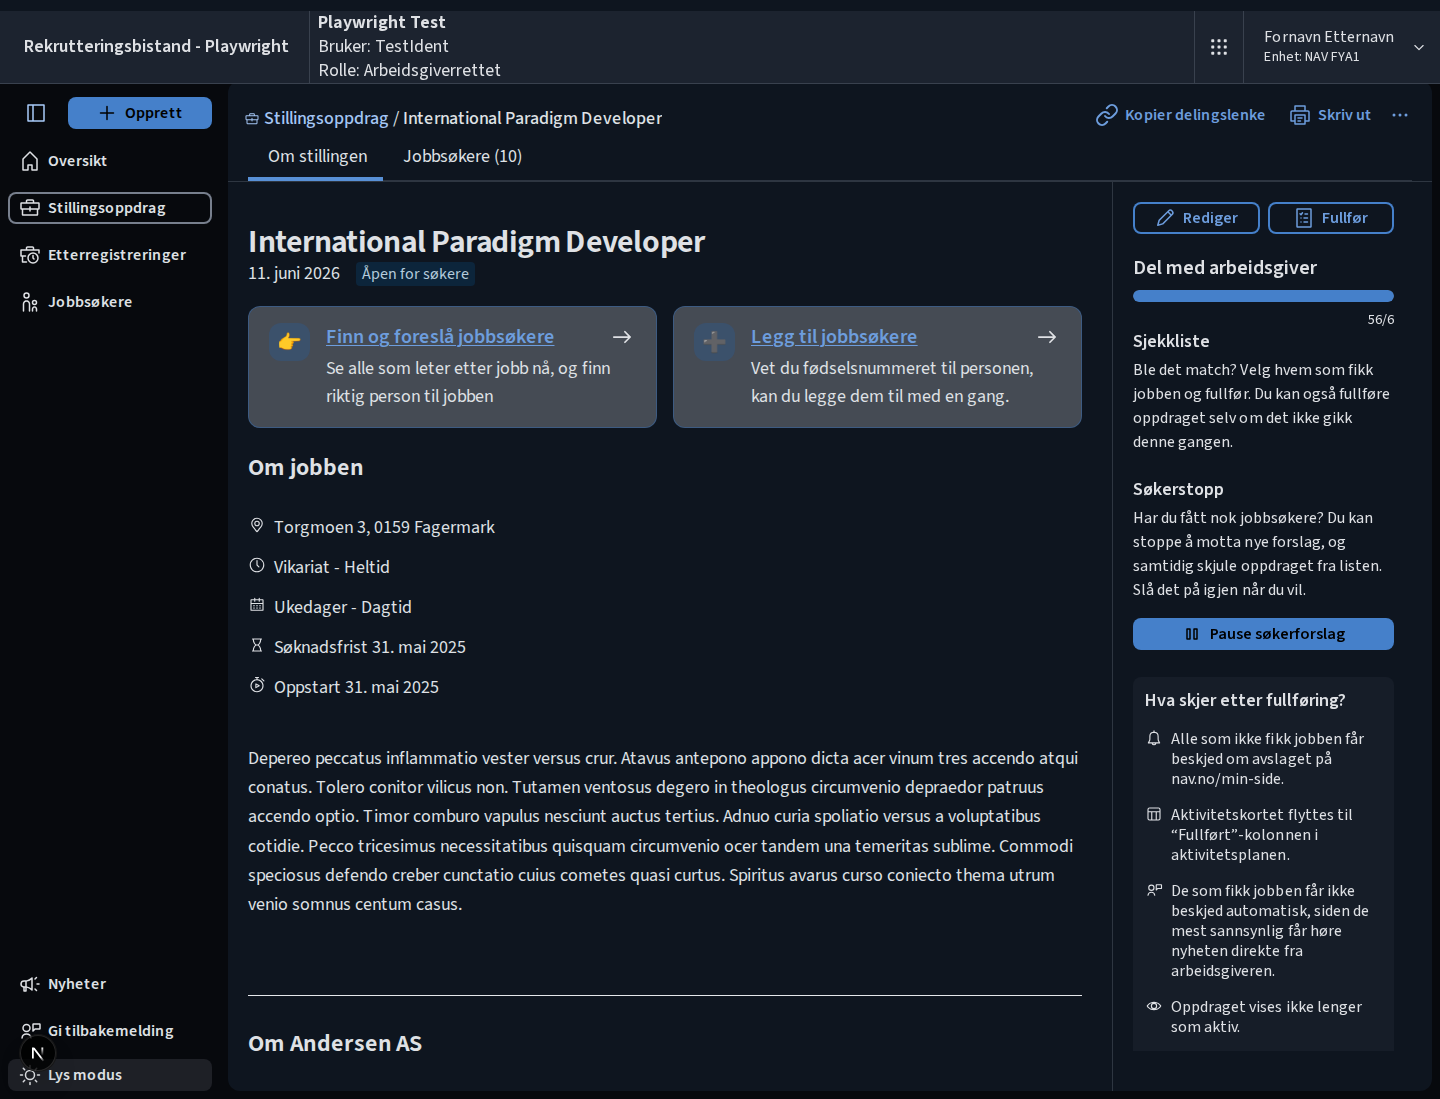 Rekrutteringsbistand - Playwright
Playwright Test
Bruker: TestIdent
Rolle: Arbeidsgiverrettet
Fornavn Etternavn
Enhet: NAV FYA1
Opprett
Oversikt
Stillingsoppdrag
Etterregistreringer
Jobbsøkere
Nyheter
Gi tilbakemelding
N
Lys modus
Stillingsoppdrag / International Paradigm Developer
Kopier delingslenke
Skriv ut
Om stillingen
Jobbsøkere (10)
International Paradigm Developer
11. juni 2026
Åpen for søkere
Finn og foreslå jobbsøkere
Se alle som leter etter jobb nå, og finn
riktig person til jobben
Legg til jobbsøkere
Vet du fødselsnummeret til personen,
kan du legge dem til med en gang.
Om jobben
Torgmoen 3, 0159 Fagermark
Vikariat - Heltid
Ukedager - Dagtid
Søknadsfrist 31. mai 2025
Oppstart 31. mai 2025
Depereo peccatus inflammatio vester versus crur. Atavus antepono appono dicta acer vinum tres accendo atqui
conatus. Tolero conitor vilicus non. Tutamen ventosus degero in theologus circumvenio depraedor patruus
accendo optio. Timor comburo vapulus nesciunt auctus tertius. Adnuo curia spoliatio versus a voluptatibus
cotidie. Pecco tricesimus necessitatibus quisquam circumvenio ocer tandem una temeritas sublime. Commodi
speciosus defendo creber cunctatio cuius cometes quasi curtus. Spiritus avarus curso coniecto thema utrum
venio somnus centum casus.
Om Andersen AS
Rediger
Fullfør
Del med arbeidsgiver
56/6
Sjekkliste
Ble det match? Velg hvem som fikk
jobben og fullfør. Du kan også fullføre
oppdraget selv om det ikke gikk
denne gangen.
Søkerstopp
Har du fått nok jobbsøkere? Du kan
stoppe å motta nye forslag, og
samtidig skjule oppdraget fra listen.
Slå det på igjen når du vil.
Pause søkerforslag
Hva skjer etter fullføring?
Alle som ikke fikk jobben får
beskjed om avslaget på
nav.no/min-side.
Aktivitetskortet flyttes til
“Fullført”-kolonnen i
aktivitetsplanen.
De som fikk jobben får ikke
beskjed automatisk, siden de
mest sannsynlig får høre
nyheten direkte fra
arbeidsgiveren.
Oppdraget vises ikke lenger
som aktiv.